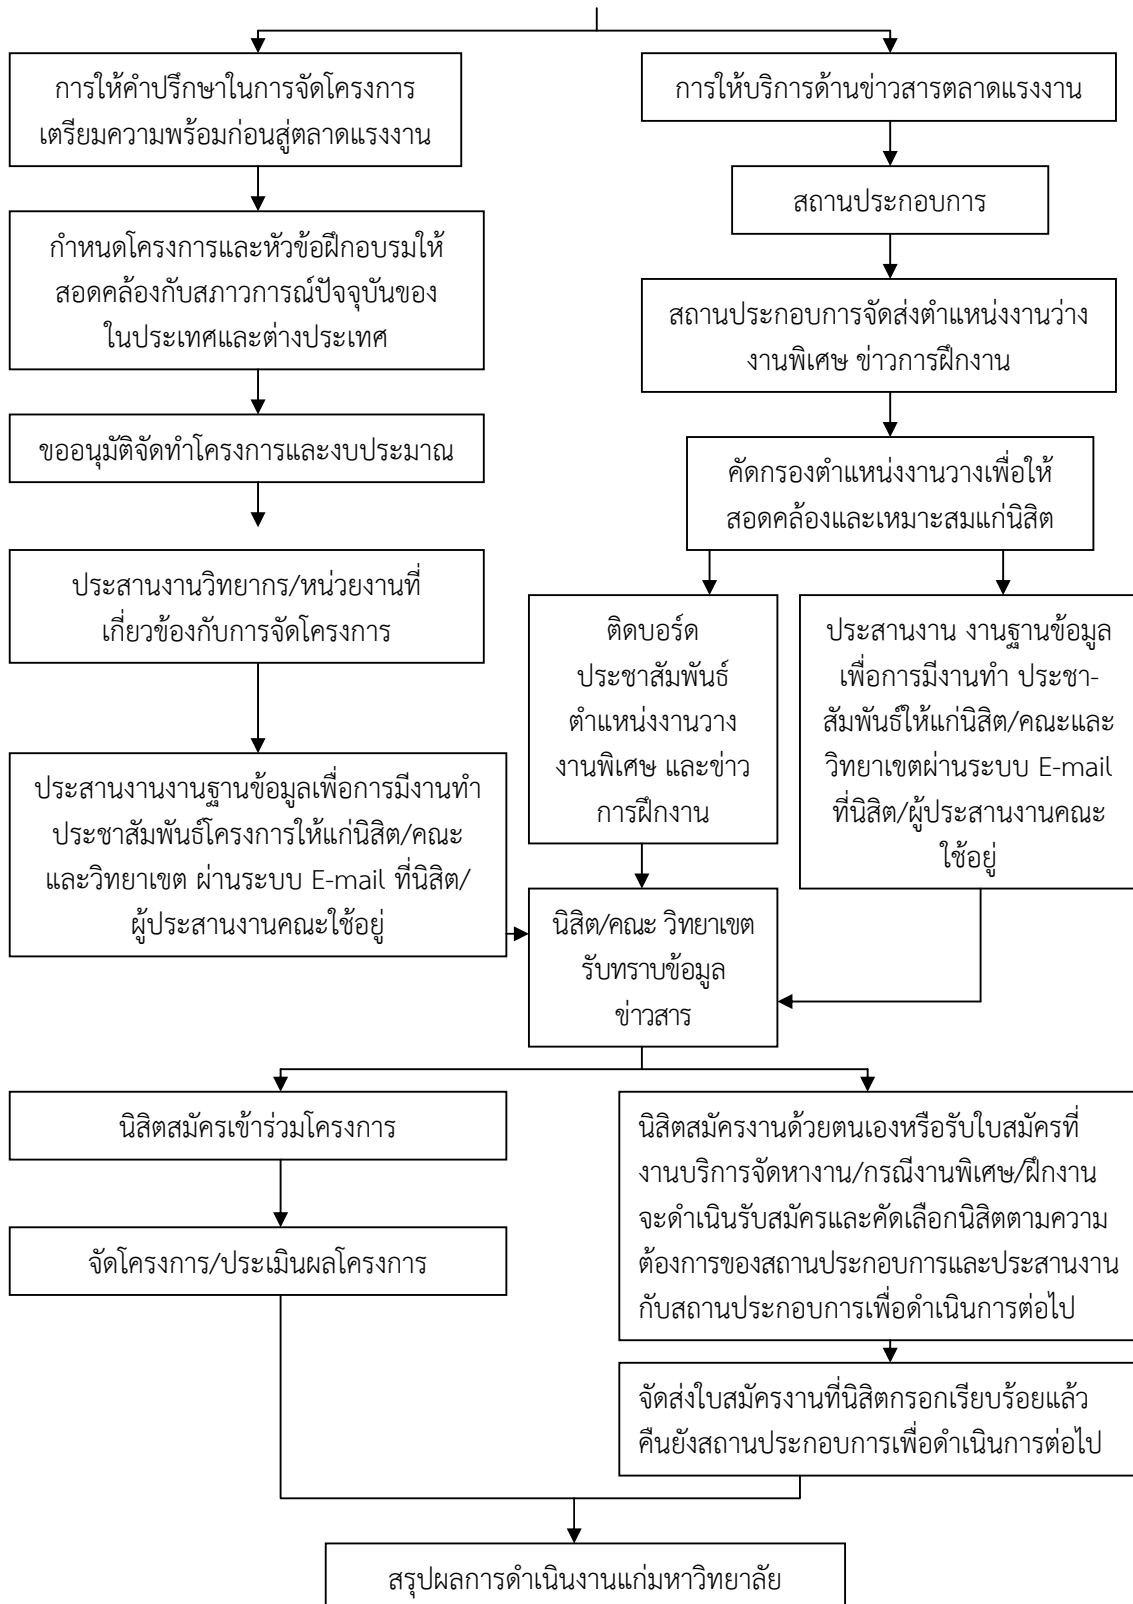 การให้คำปรึกษาในการจัดโครงการ
เตรียมความพร้อมก่อนสู่ตลาดแรงงาน
กำหนดโครงการและหัวข้อฝึกอบรมให้
สอดคล้องกับสภาวการณ์ปัจจุบันของ
ในประเทศและต่างประเทศ
ขออนุมัติจัดทำโครงการและงบประมาณ
ประสานงานวิทยากร/หน่วยงานที่
เกี่ยวข้องกับการจัดโครงการ
ประสานงานงานฐานข้อมูลเพื่อการมีงานทำ
ประชาสัมพันธ์โครงการให้แก่นิสิต/คณะ
และวิทยาเขต ผ่านระบบ E-mail ที่นิสิต/
ผู้ประสานงานคณะใช้อยู่
การให้บริการด้านข่าวสารตลาดแรงงาน
สถานประกอบการ
สถานประกอบการจัดส่งตำแหน่งงานว่าง
งานพิเศษ ข่าวการฝึกงาน
คัดกรองตำแหน่งงานวางเพื่อให้
สอดคล้องและเหมาะสมแก่นิสิต
ติดบอร์ด
ประชาสัมพันธ์
ตำแหน่งงานวาง
งานพิเศษ และข่าว
การฝึกงาน
ประสานงาน งานฐานข้อมูล
เพื่อการมีงานทำ ประชา-
สัมพันธ์ให้แก่นิสิต/คณะและ
วิทยาเขตผ่านระบบ E-mail
ที่นิสิต/ผู้ประสานงานคณะ
ใช้อยู่
นิสิต/คณะ วิทยาเขต
รับทราบข้อมูล
ข่าวสาร
นิสิตสมัครเข้าร่วมโครงการ
จัดโครงการ/ประเมินผลโครงการ
นิสิตสมัครงานด้วยตนเองหรือรับใบสมัครที่
งานบริการจัดหางาน/กรณีงานพิเศษ/ฝึกงาน
จะดำเนินรับสมัครและคัดเลือกนิสิตตามความ
ต้องการของสถานประกอบการและประสานงาน
กับสถานประกอบการเพื่อดำเนินการต่อไป
จัดส่งใบสมัครงานที่นิสิตกรอกเรียบร้อยแล้ว
คืนยังสถานประกอบการเพื่อดำเนินการต่อไป
สรุปผลการดำเนินงานแก่มหาวิทยาลัย